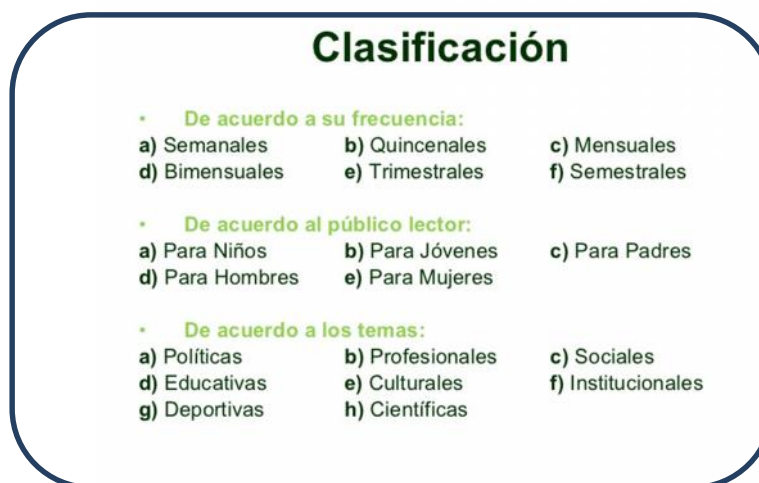 Clasificación
• De acuerdo a su frecuencia:
a) Semanales b) Quincenales c) Mensuales
d) Bimensuales e) Trimestrales f) Semestrales
• De acuerdo al público lector:
a) Para Niños b) Para Jóvenes c) Para Padres
d) Para Hombres e) Para Mujeres
• De acuerdo a los temas:
a) Políticas b) Profesionales c) Sociales
d) Educativas e) Culturales f) Institucionales
g) Deportivas h) Científicas